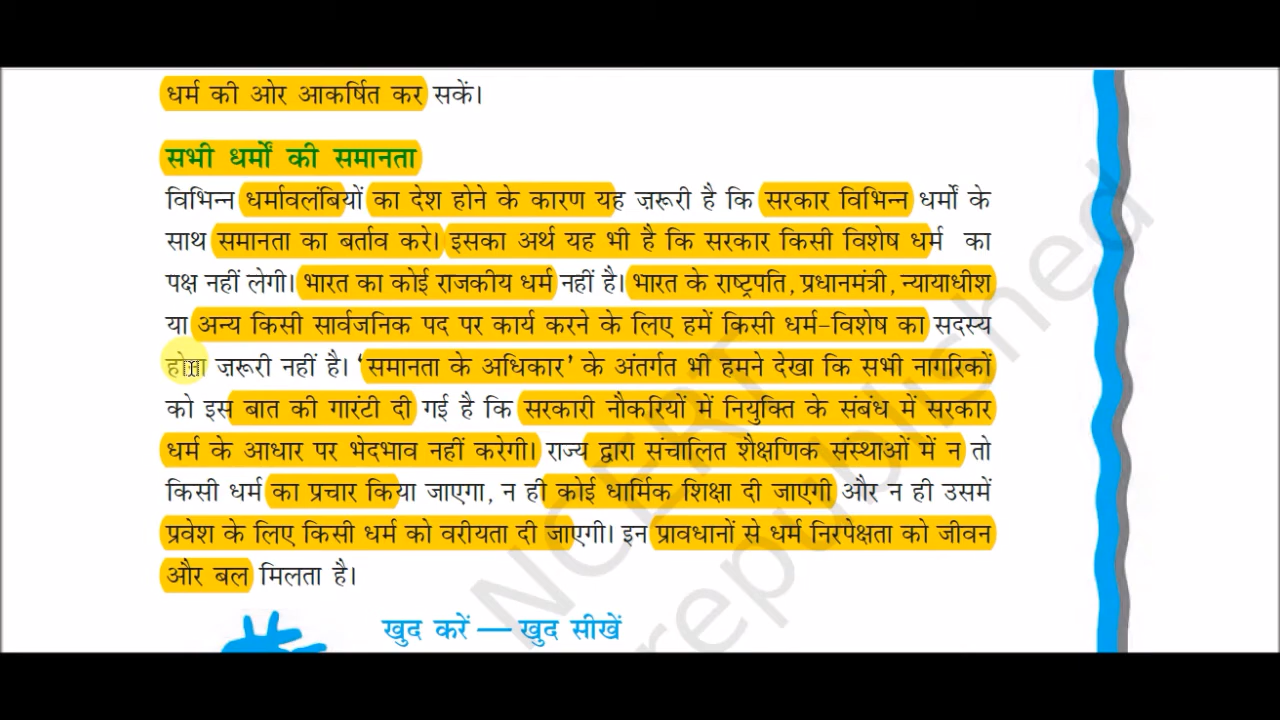 धर्म की ओर आकर्षित कर सकें।
सभी धर्मों की समानता
विभिन्न धर्मावलंबियों का देश होने के कारण यह ज़रूरी है कि सरकार विभिन्न धर्मों के
साथ समानता का बर्ताव करे। इसका अर्थ यह भी है कि सरकार किसी विशेष धर्म का
पक्ष नहीं लेगी। भारत का कोई राजकीय धर्म नहीं है। भारत के राष्ट्रपति, प्रधानमंत्री, न्यायाधीश
या अन्य किसी सार्वजनिक पद पर कार्य करने के लिए हमें किसी धर्म-विशेष का सदस्य
होना ज़रूरी नहीं है। 'समानता के अधिकार' के अंतर्गत भी हमने देखा कि सभी नागरिकों
को इस बात की गारंटी दी गई है कि सरकारी नौकरियों में नियुक्ति के संबंध में सरकार
धर्म के आधार पर भेदभाव नहीं करेगी। राज्य द्वारा संचालित शैक्षणिक संस्थाओं में न तो
किसी धर्म का प्रचार किया जाएगा, न ही कोई धार्मिक शिक्षा दी जाएगी और न ही उसमें
प्रवेश के लिए किसी धर्म को वरीयता दी जाएगी। इन प्रावधानों से धर्म निरपेक्षता को जीवन
और बल मिलता है।
खुद करें — खुद सीखें
NCERT
republished